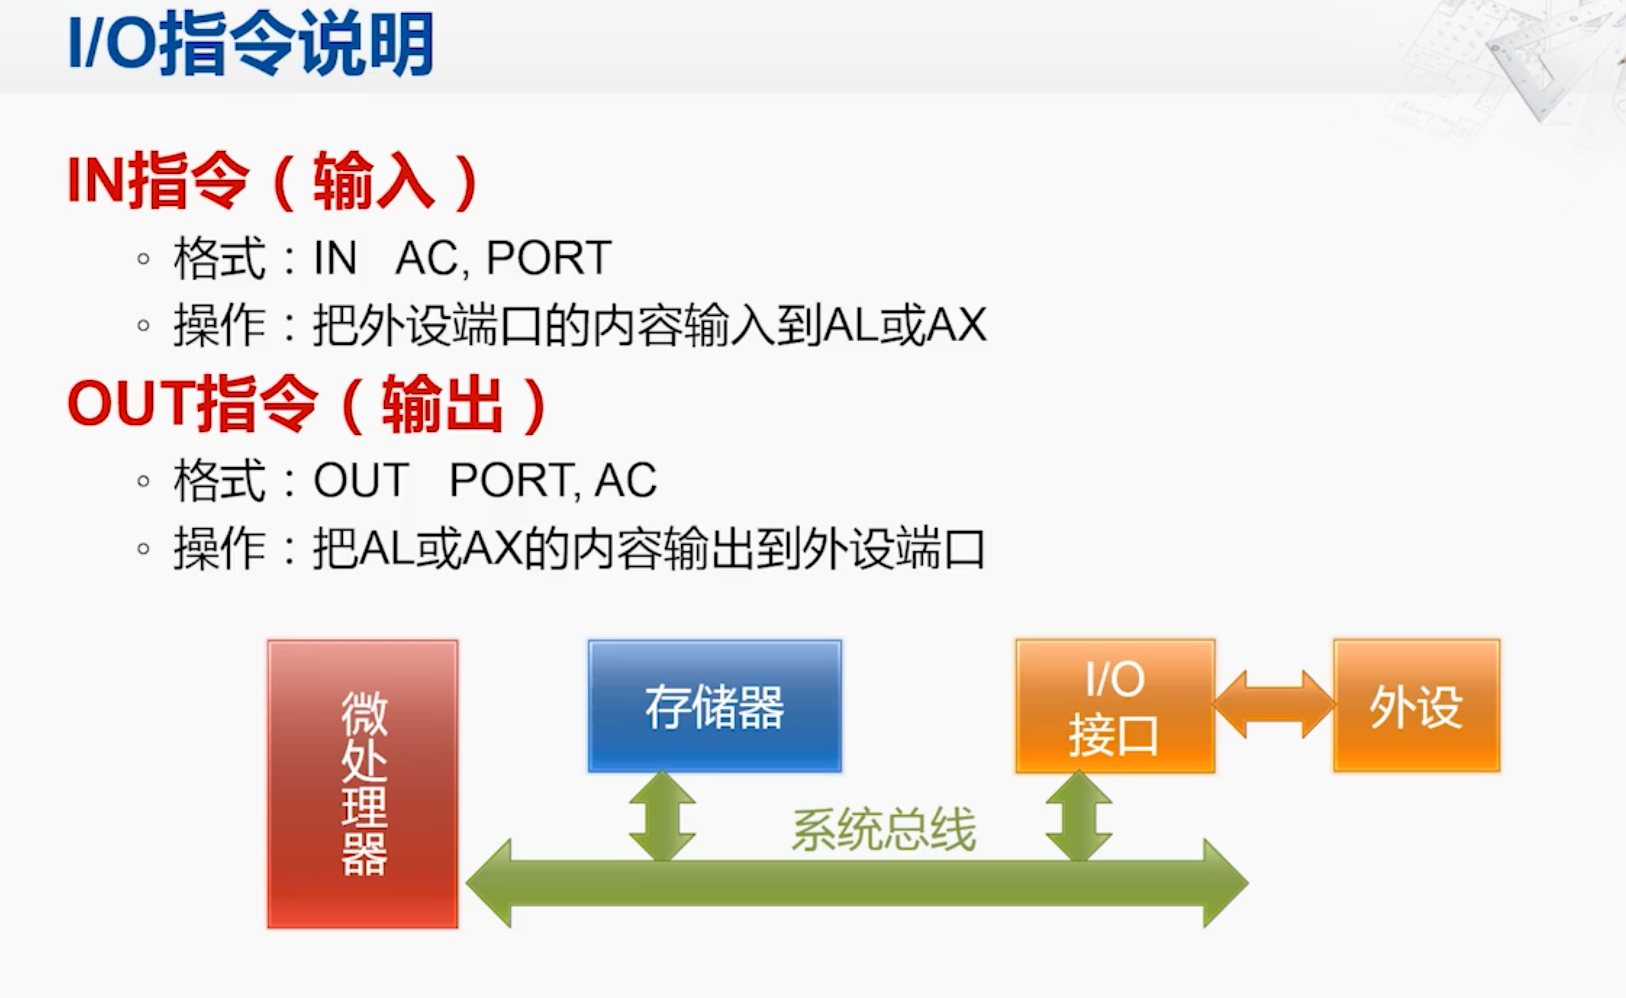 I/O指令说明
IN指令（输入）
◦ 格式：IN AC, PORT
◦ 操作：把外设端口的内容输入到AL或AX
OUT指令（输出）
◦ 格式：OUT PORT, AC
◦ 操作：把AL或AX的内容输出到外设端口
微处理器
存储器
I/O
接口
外设
系统总线